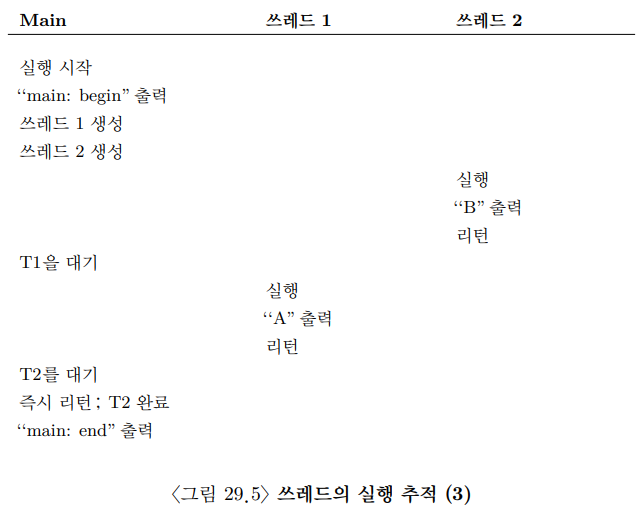 Main 쓰레드 1 쓰레드 2
실행 시작
“main: begin” 출력
쓰레드 1 생성
쓰레드 2 생성
실행
“B” 출력
리턴
T1을 대기
실행
“A” 출력
리턴
T2를 대기
즉시 리턴; T2 완료
“main: end” 출력
〈그림 29.5〉 쓰레드의 실행 추적 (3)